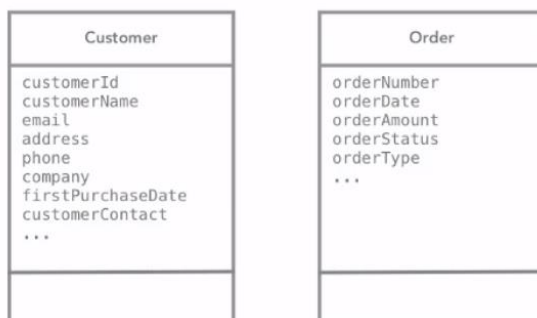 Customer
customerId
customerName
email
address
phone
company
firstPurchaseDate
customerContact
...
Order
orderNumber
orderDate
orderAmount
orderStatus
orderType
...